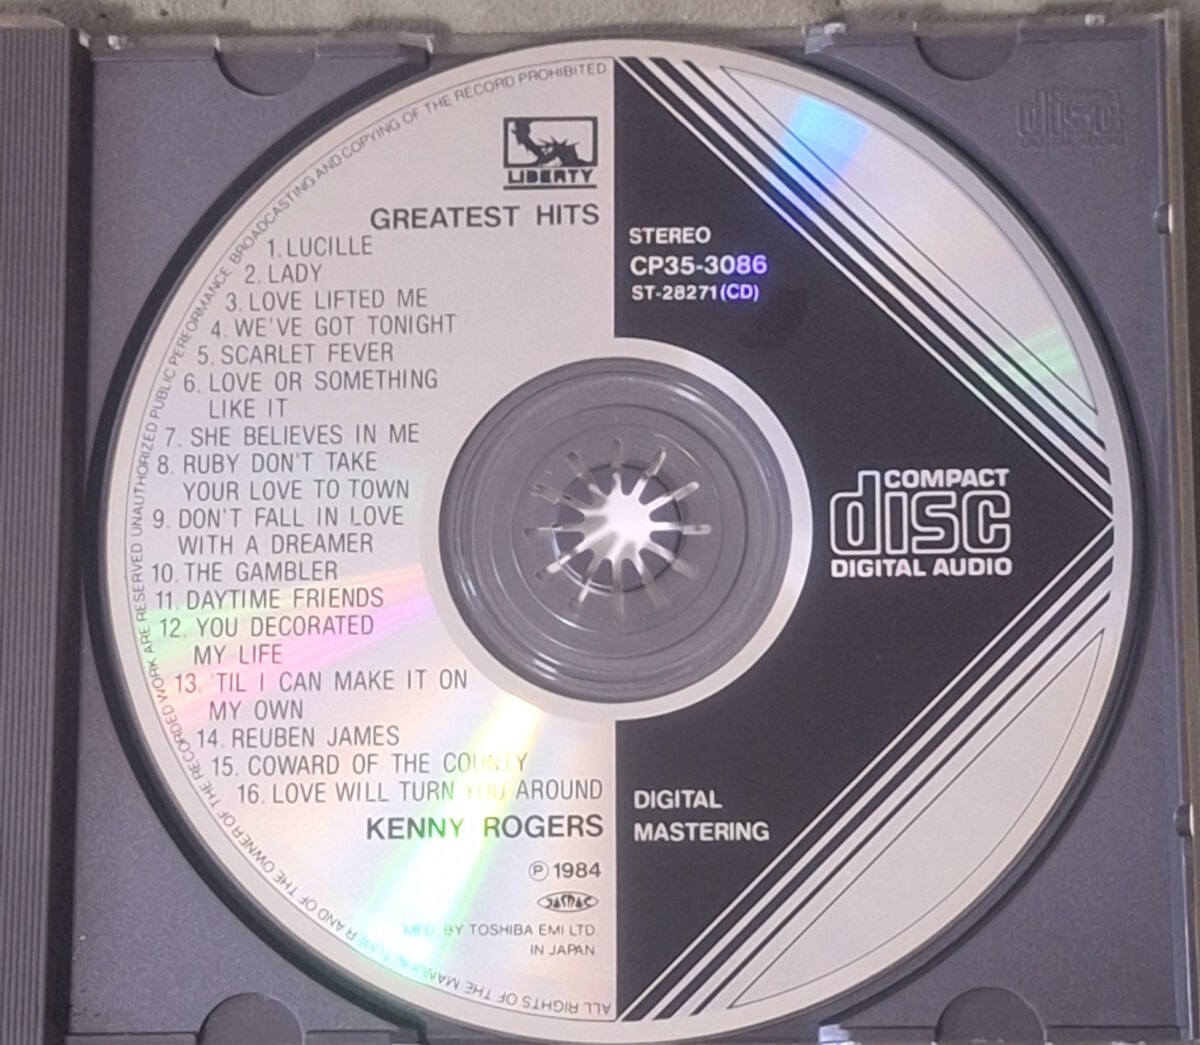 LIBERTY
GREATEST HITS
1. LUCILLE
2. LADY
3. LOVE LIFTED ME
4. WE'VE GOT TONIGHT
5. SCARLET FEVER
6. LOVE OR SOMETHING
LIKE IT
7. SHE BELIEVES IN ME
8. RUBY DON'T TAKE
YOUR LOVE TO TOWN
9. DON'T FALL IN LOVE
WITH A DREAMER
10. THE GAMBLER
11. DAYTIME FRIENDS
12. YOU DECORATED
MY LIFE
13. 'TIL I CAN MAKE IT ON
MY OWN
14. REUBEN JAMES
15. COWARD OF THE COUNTY
16. LOVE WILL TURN YOU AROUND
KENNY ROGERS
Ⓟ 1984
JASRAC
MFD. BY TOSHIBA EMI LTD.
IN JAPAN.
STEREO
CP35-3086
ST-28271(CD)
COMPACT
disc
DIGITAL AUDIO
DIGITAL
MASTERING
ALL RIGHTS OF THE MANUFACTURER AND OF THE OWNER OF THE RECORDED WORK ARE RESERVED UNAUTHORIZED PUBLIC PERFORMANCE BROADCASTING AND COPYING OF THE RECORD PROHIBITED
disc